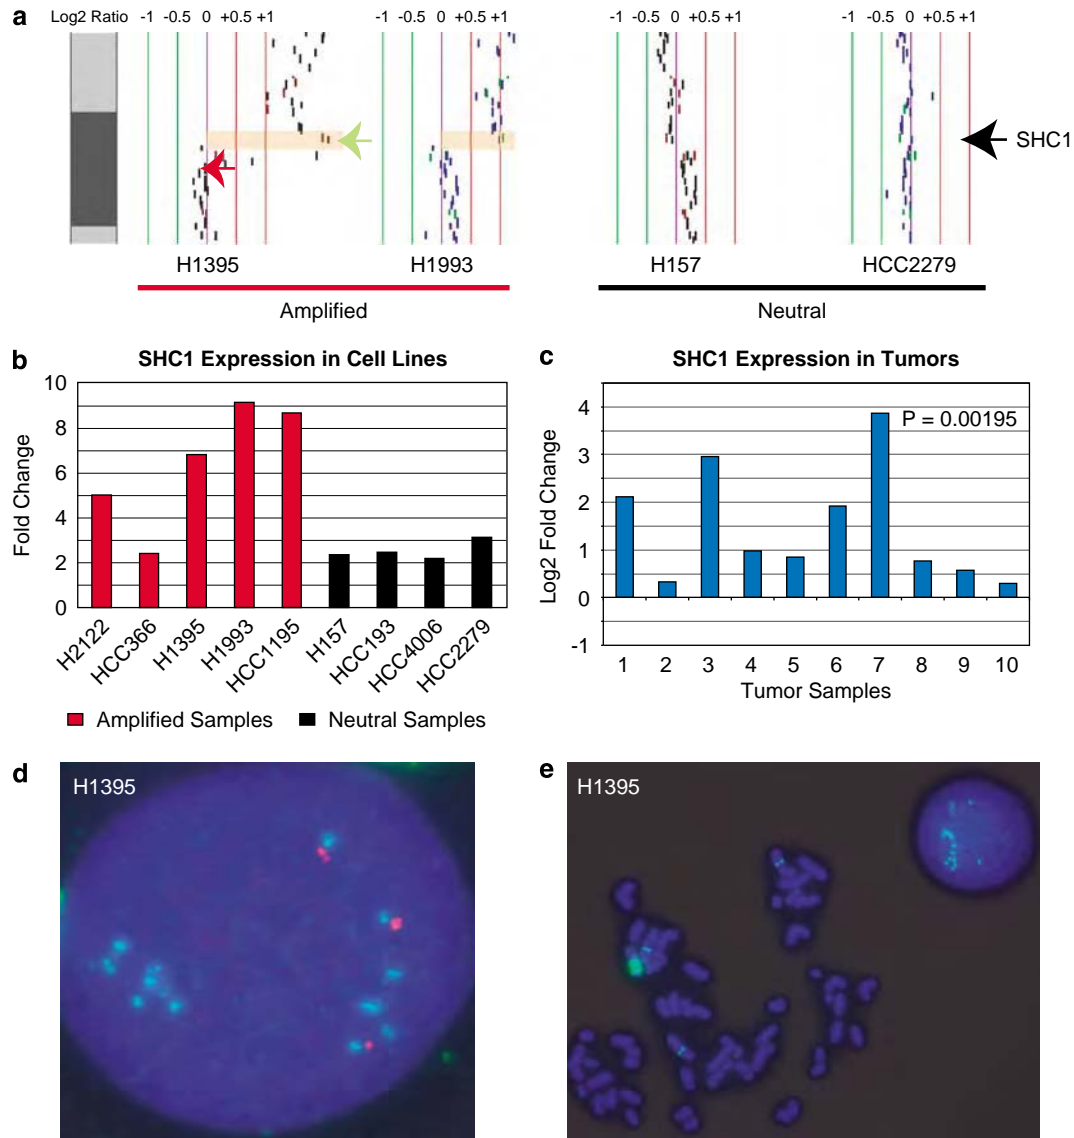 a
Log2 Ratio -1 -0.5 0 +0.5 +1 -1 -0.5 0 +0.5 +1 -1 -0.5 0 +0.5 +1 -1 -0.5 0 +0.5 +1
SHC1
H1395 H1993 H157 HCC2279
Amplified Neutral
b
SHC1 Expression in Cell Lines
Fold Change
10
8
6
4
2
0
H2122 HCC366 H1395 H1993 HCC1195 H157 HCC193 HCC4006 HCC2279
Amplified Samples Neutral Samples
c
SHC1 Expression in Tumors
P = 0.00195
Log2 Fold Change
4
3
2
1
0
-1
1 2 3 4 5 6 7 8 9 10
Tumor Samples
d
H1395
e
H1395